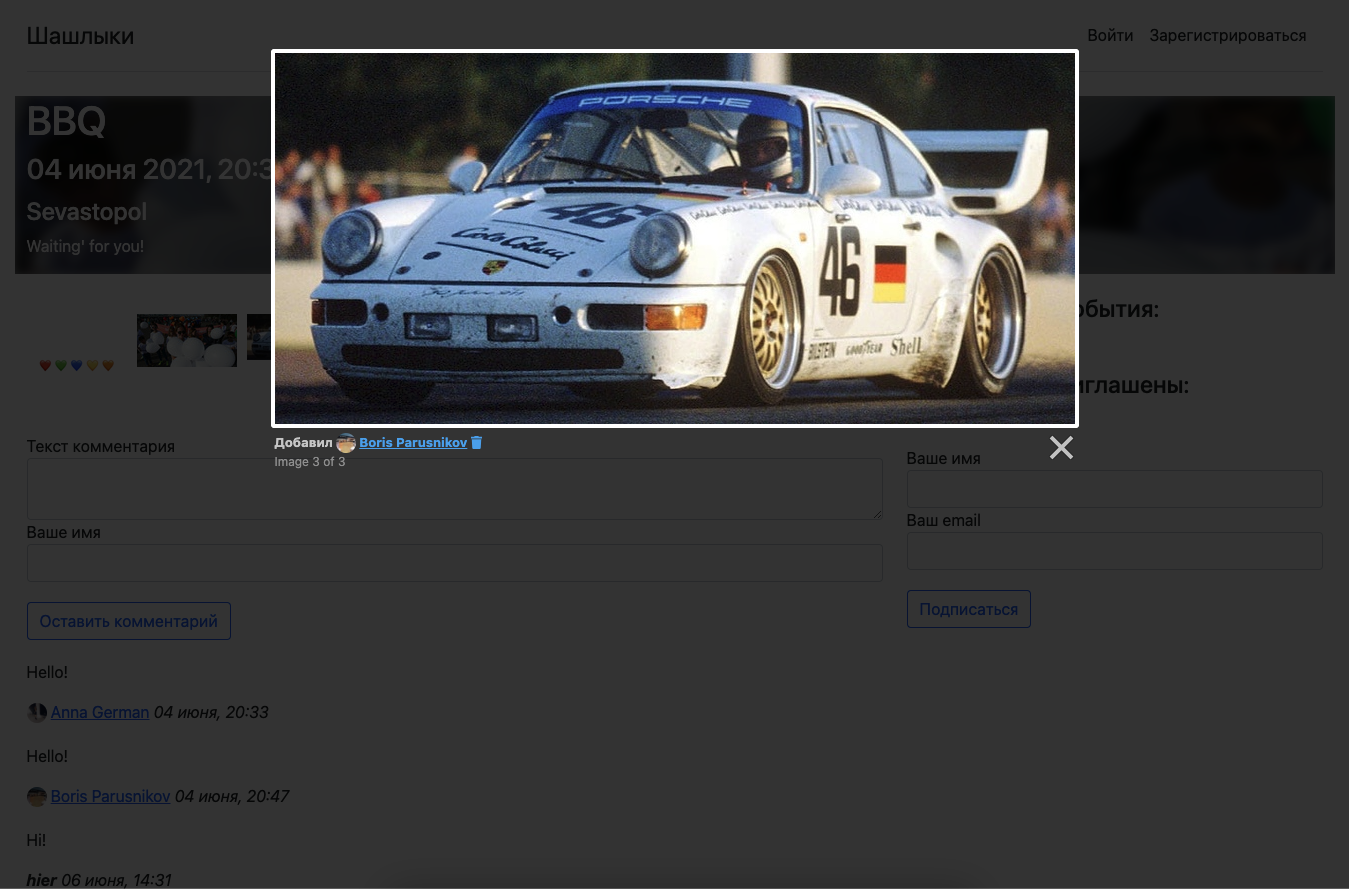 Шашлыки
Войти Зарегистрироваться
BBQ
04 июня 2021, 20:3
Sevastopol
Waiting' for you!
PORSCHE
46
ColoColucci
46
BILSTEIN GOODYEAR Shell
Добавил Boris Parusnikov
Image 3 of 3
обытия:
иглашены:
Текст комментария
Ваше имя
Оставить комментарий
Ваше имя
Ваш email
Подписаться
Hello!
Anna German 04 июня, 20:33
Hello!
Boris Parusnikov 04 июня, 20:47
Hi!
hier 06 июня, 14:31